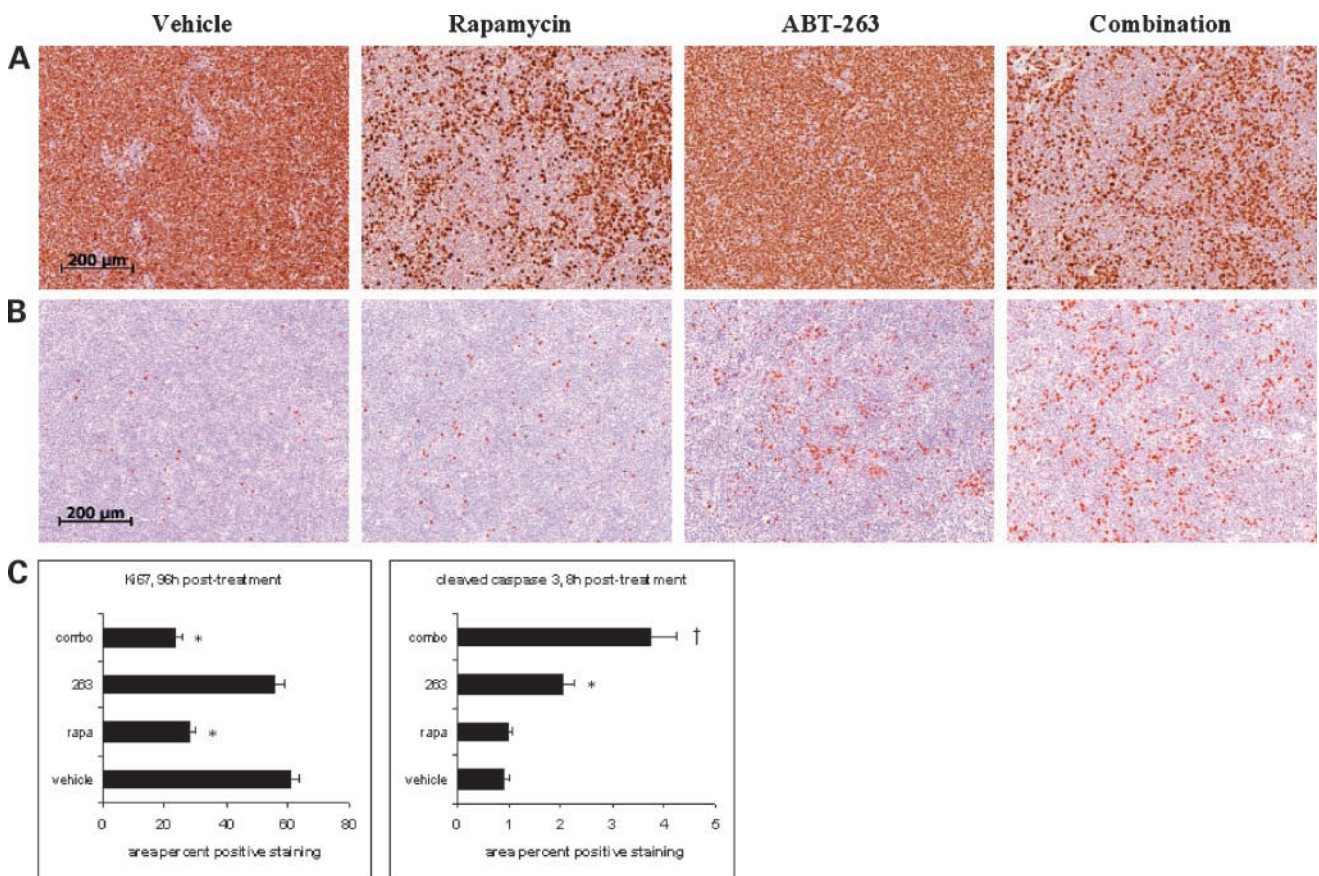 Vehicle Rapamycin ABT-263 Combination
A
200 µm
B
200 µm
C
Ki67, 96h post-treatment
combo *
263
rapa *
vehicle
0 20 40 60 80
area percent positive staining
cleaved caspase 3, 8h post-treatment
combo †
263 *
rapa
vehicle
0 1 2 3 4 5
area percent positive staining